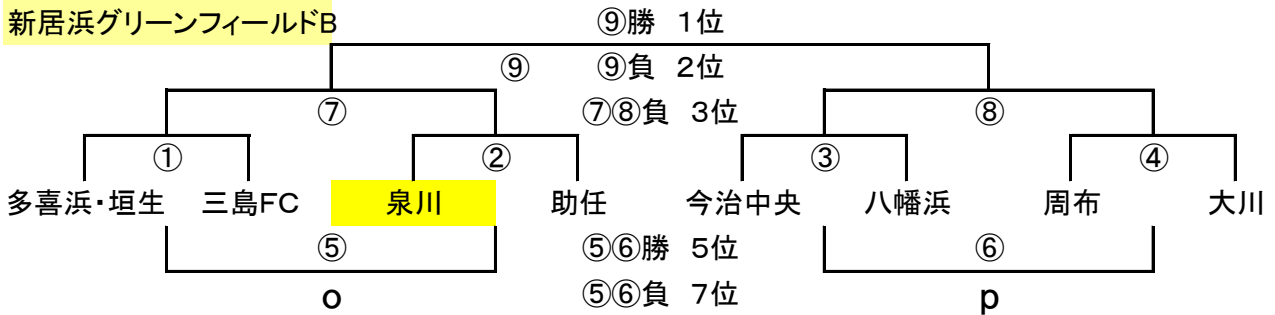 新居浜グリーンフィールドB ⑨勝 1位
⑨ ⑨負 2位
⑦ ⑦⑧負 3位 ⑧
① ② ③ ④
多喜浜・垣生 三島FC 泉川 助任 今治中央 八幡浜 周布 大川
⑤ ⑤⑥勝 5位 ⑥
o ⑤⑥負 7位 p